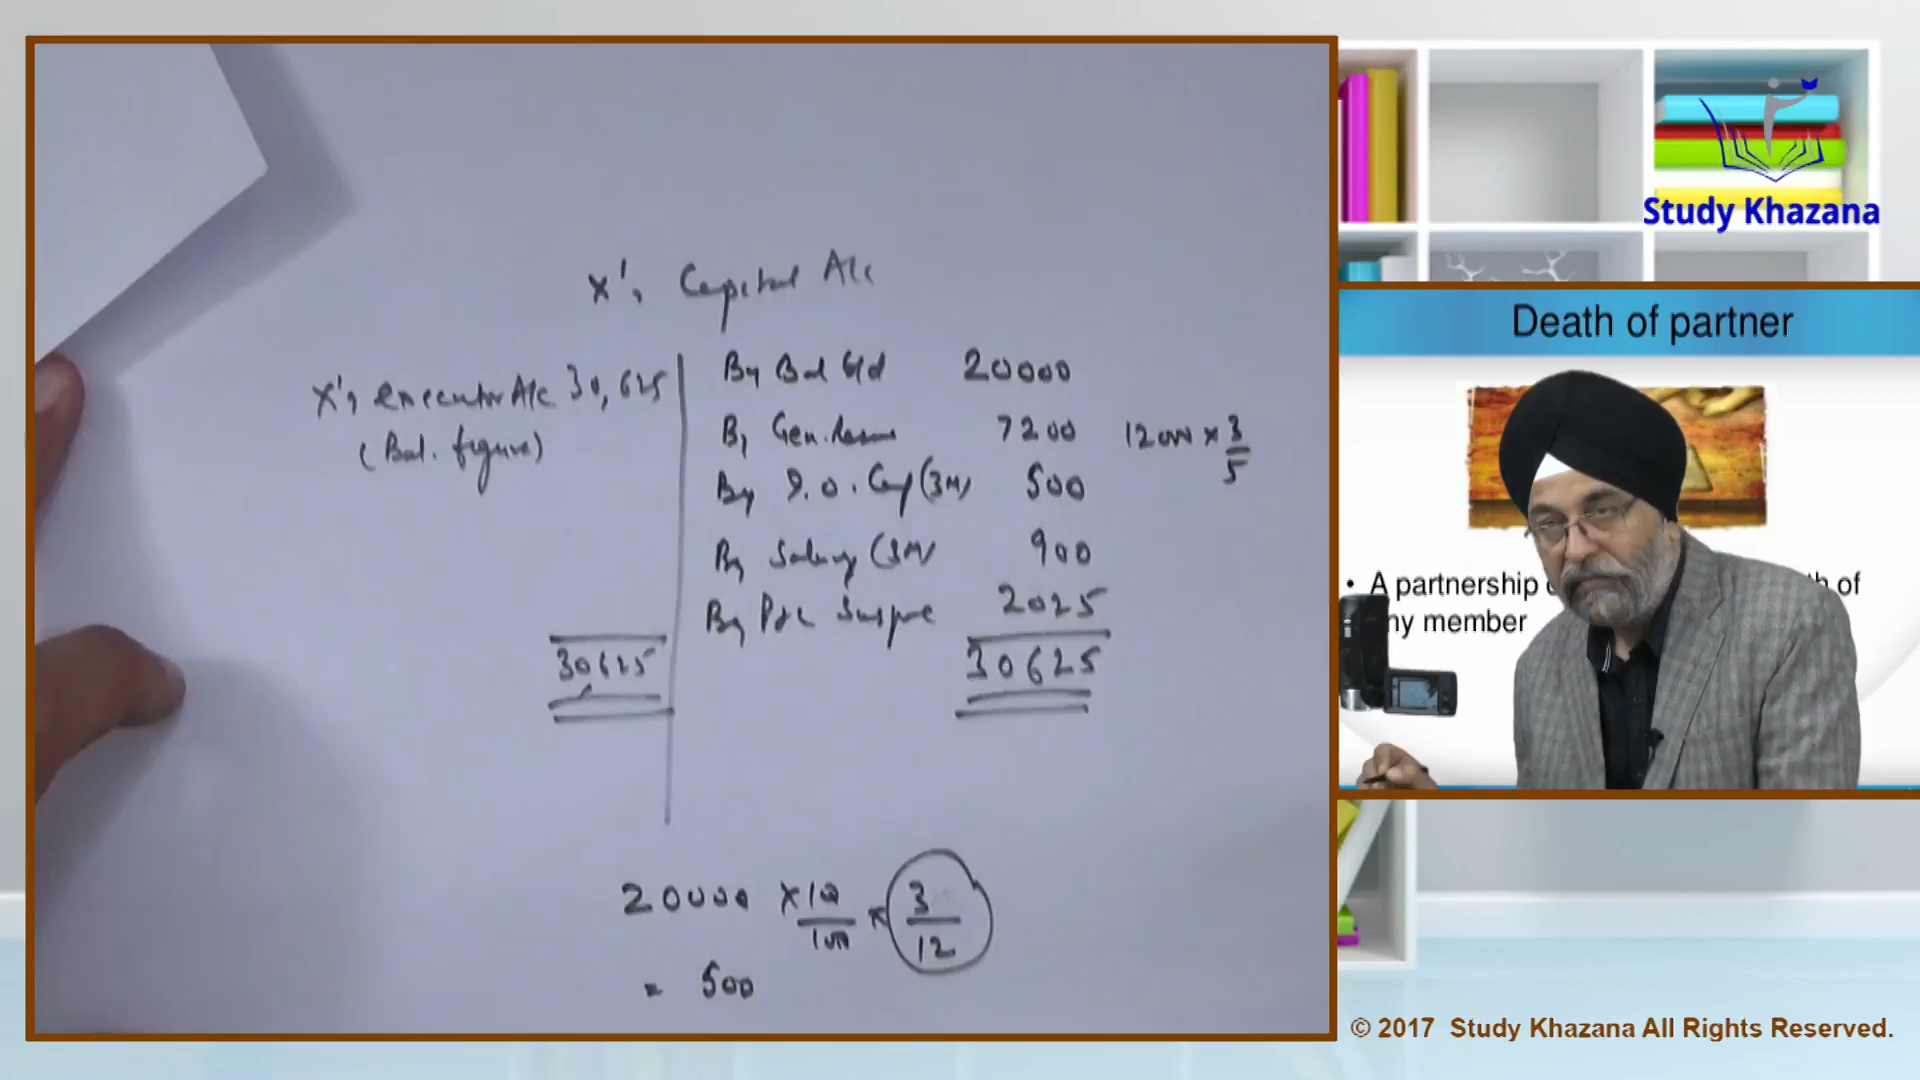 X's Capital A/c
X's executor A/c 30,625
(Bal. figure)
30625
By Bal b/d 20000
By Gen. Reserve 7200 12000 × 3/5
By I.O. Cap (3M) 500
By Salary (3M) 900
By P&L Suspense 2025
30625
20000 × 10/100 × 3/12
= 500
Study Khazana
Death of partner
• A partnership
th of
ny member
© 2017 Study Khazana All Rights Reserved.